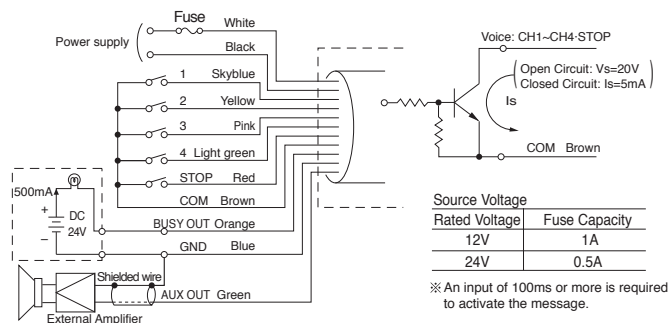 Fuse
White
Power supply
Black
1 Skyblue
2 Yellow
3 Pink
4 Light green
STOP Red
COM Brown
500mA
+
DC
24V
−
BUSY OUT Orange
GND Blue
Shielded wire
AUX OUT Green
External Amplifier
Voice: CH1~CH4·STOP
(Open Circuit: Vs=20V
Closed Circuit: Is=5mA)
Is
COM Brown
Source Voltage
Rated Voltage Fuse Capacity
12V 1A
24V 0.5A
※ An input of 100ms or more is required
to activate the message.